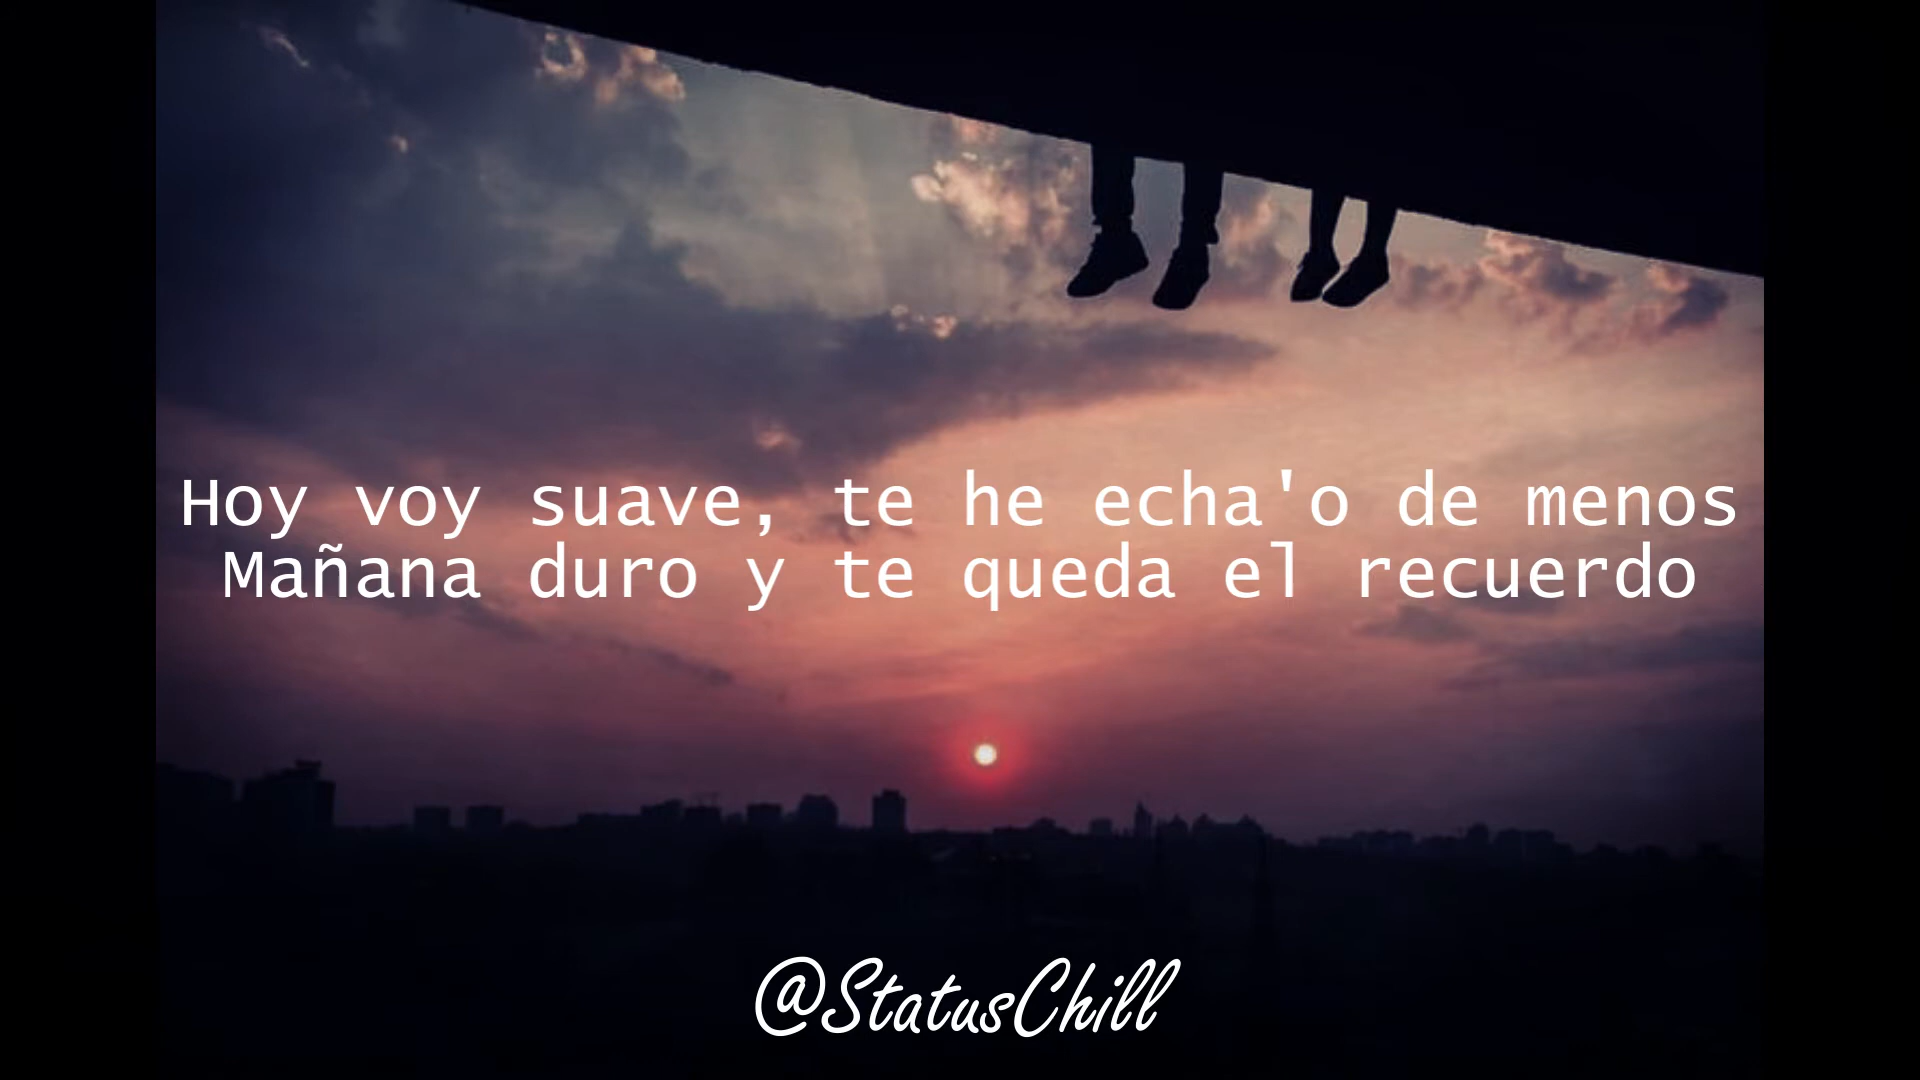 Hoy voy suave, te he echa'o de menos
Mañana duro y te queda el recuerdo
@StatusChill